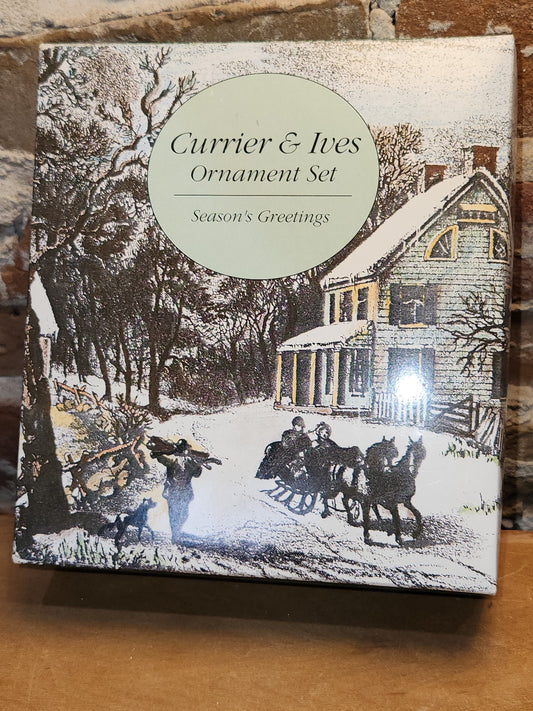 Currier & Ives
Ornament Set
Season's Greetings